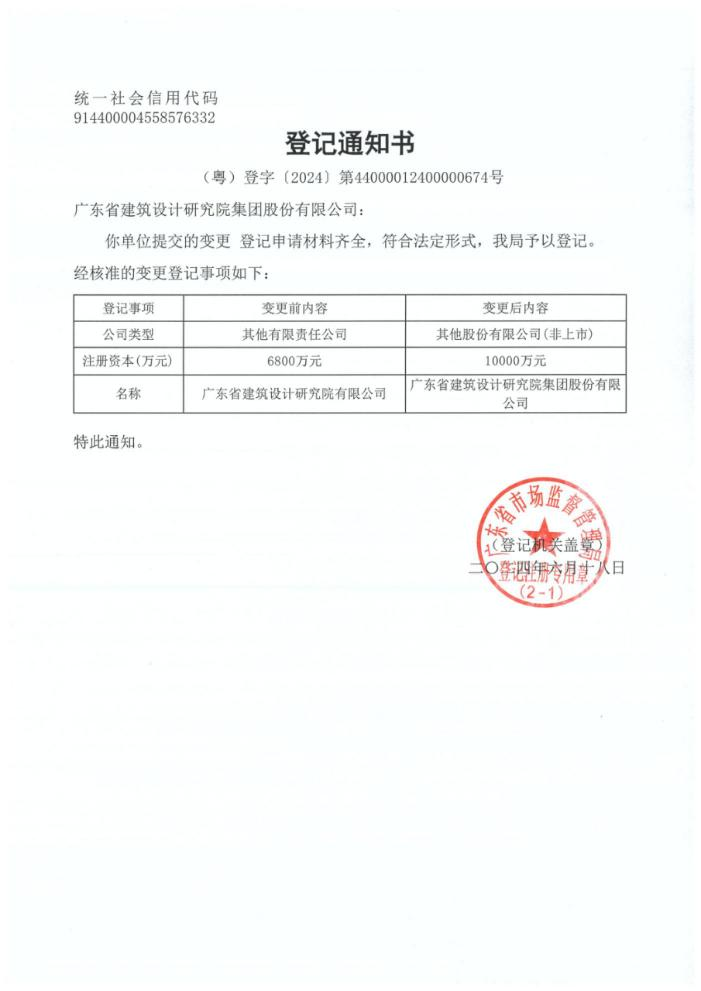 统一社会信用代码
914400004558576332
登记通知书
（粤）登字〔2024〕第44000012400000674号
广东省建筑设计研究院集团股份有限公司：
你单位提交的变更 登记申请材料齐全，符合法定形式，我局予以登记。
经核准的变更登记事项如下：
登记事项 变更前内容 变更后内容
公司类型 其他有限责任公司 其他股份有限公司(非上市)
注册资本(万元) 6800万元 10000万元
名称 广东省建筑设计研究院有限公司 广东省建筑设计研究院集团股份有限
公司
特此通知。
广东省市场监督管理局
（登记机关盖章）
二〇二四年六月十八日
登记注册专用章
(2-1)